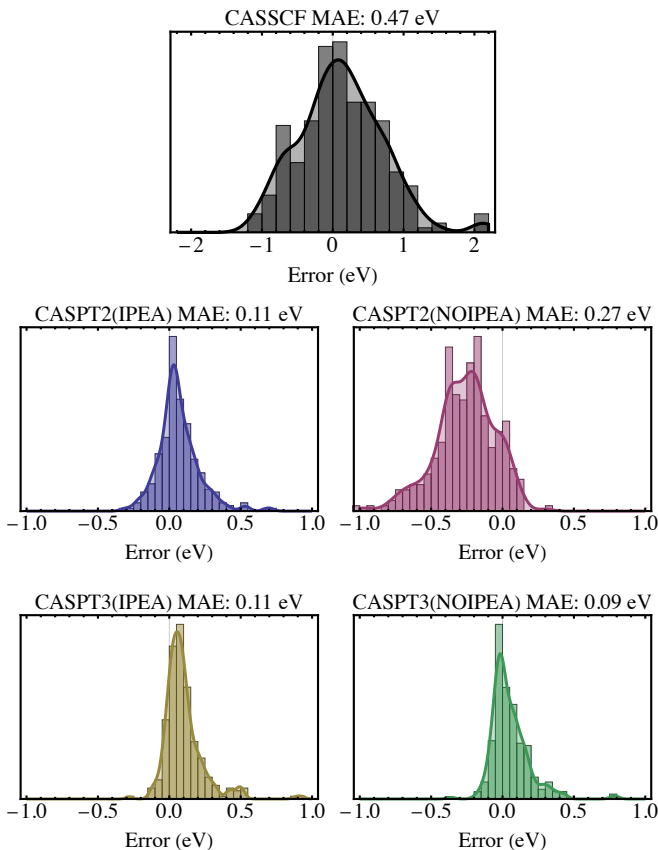 CASSCF MAE: 0.47 eV
−2 −1 0 1 2
Error (eV)
CASPT2(IPEA) MAE: 0.11 eV
−1.0 −0.5 0.0 0.5 1.0
Error (eV)
CASPT2(NOIPEA) MAE: 0.27 eV
−1.0 −0.5 0.0 0.5 1.0
Error (eV)
CASPT3(IPEA) MAE: 0.11 eV
−1.0 −0.5 0.0 0.5 1.0
Error (eV)
CASPT3(NOIPEA) MAE: 0.09 eV
−1.0 −0.5 0.0 0.5 1.0
Error (eV)